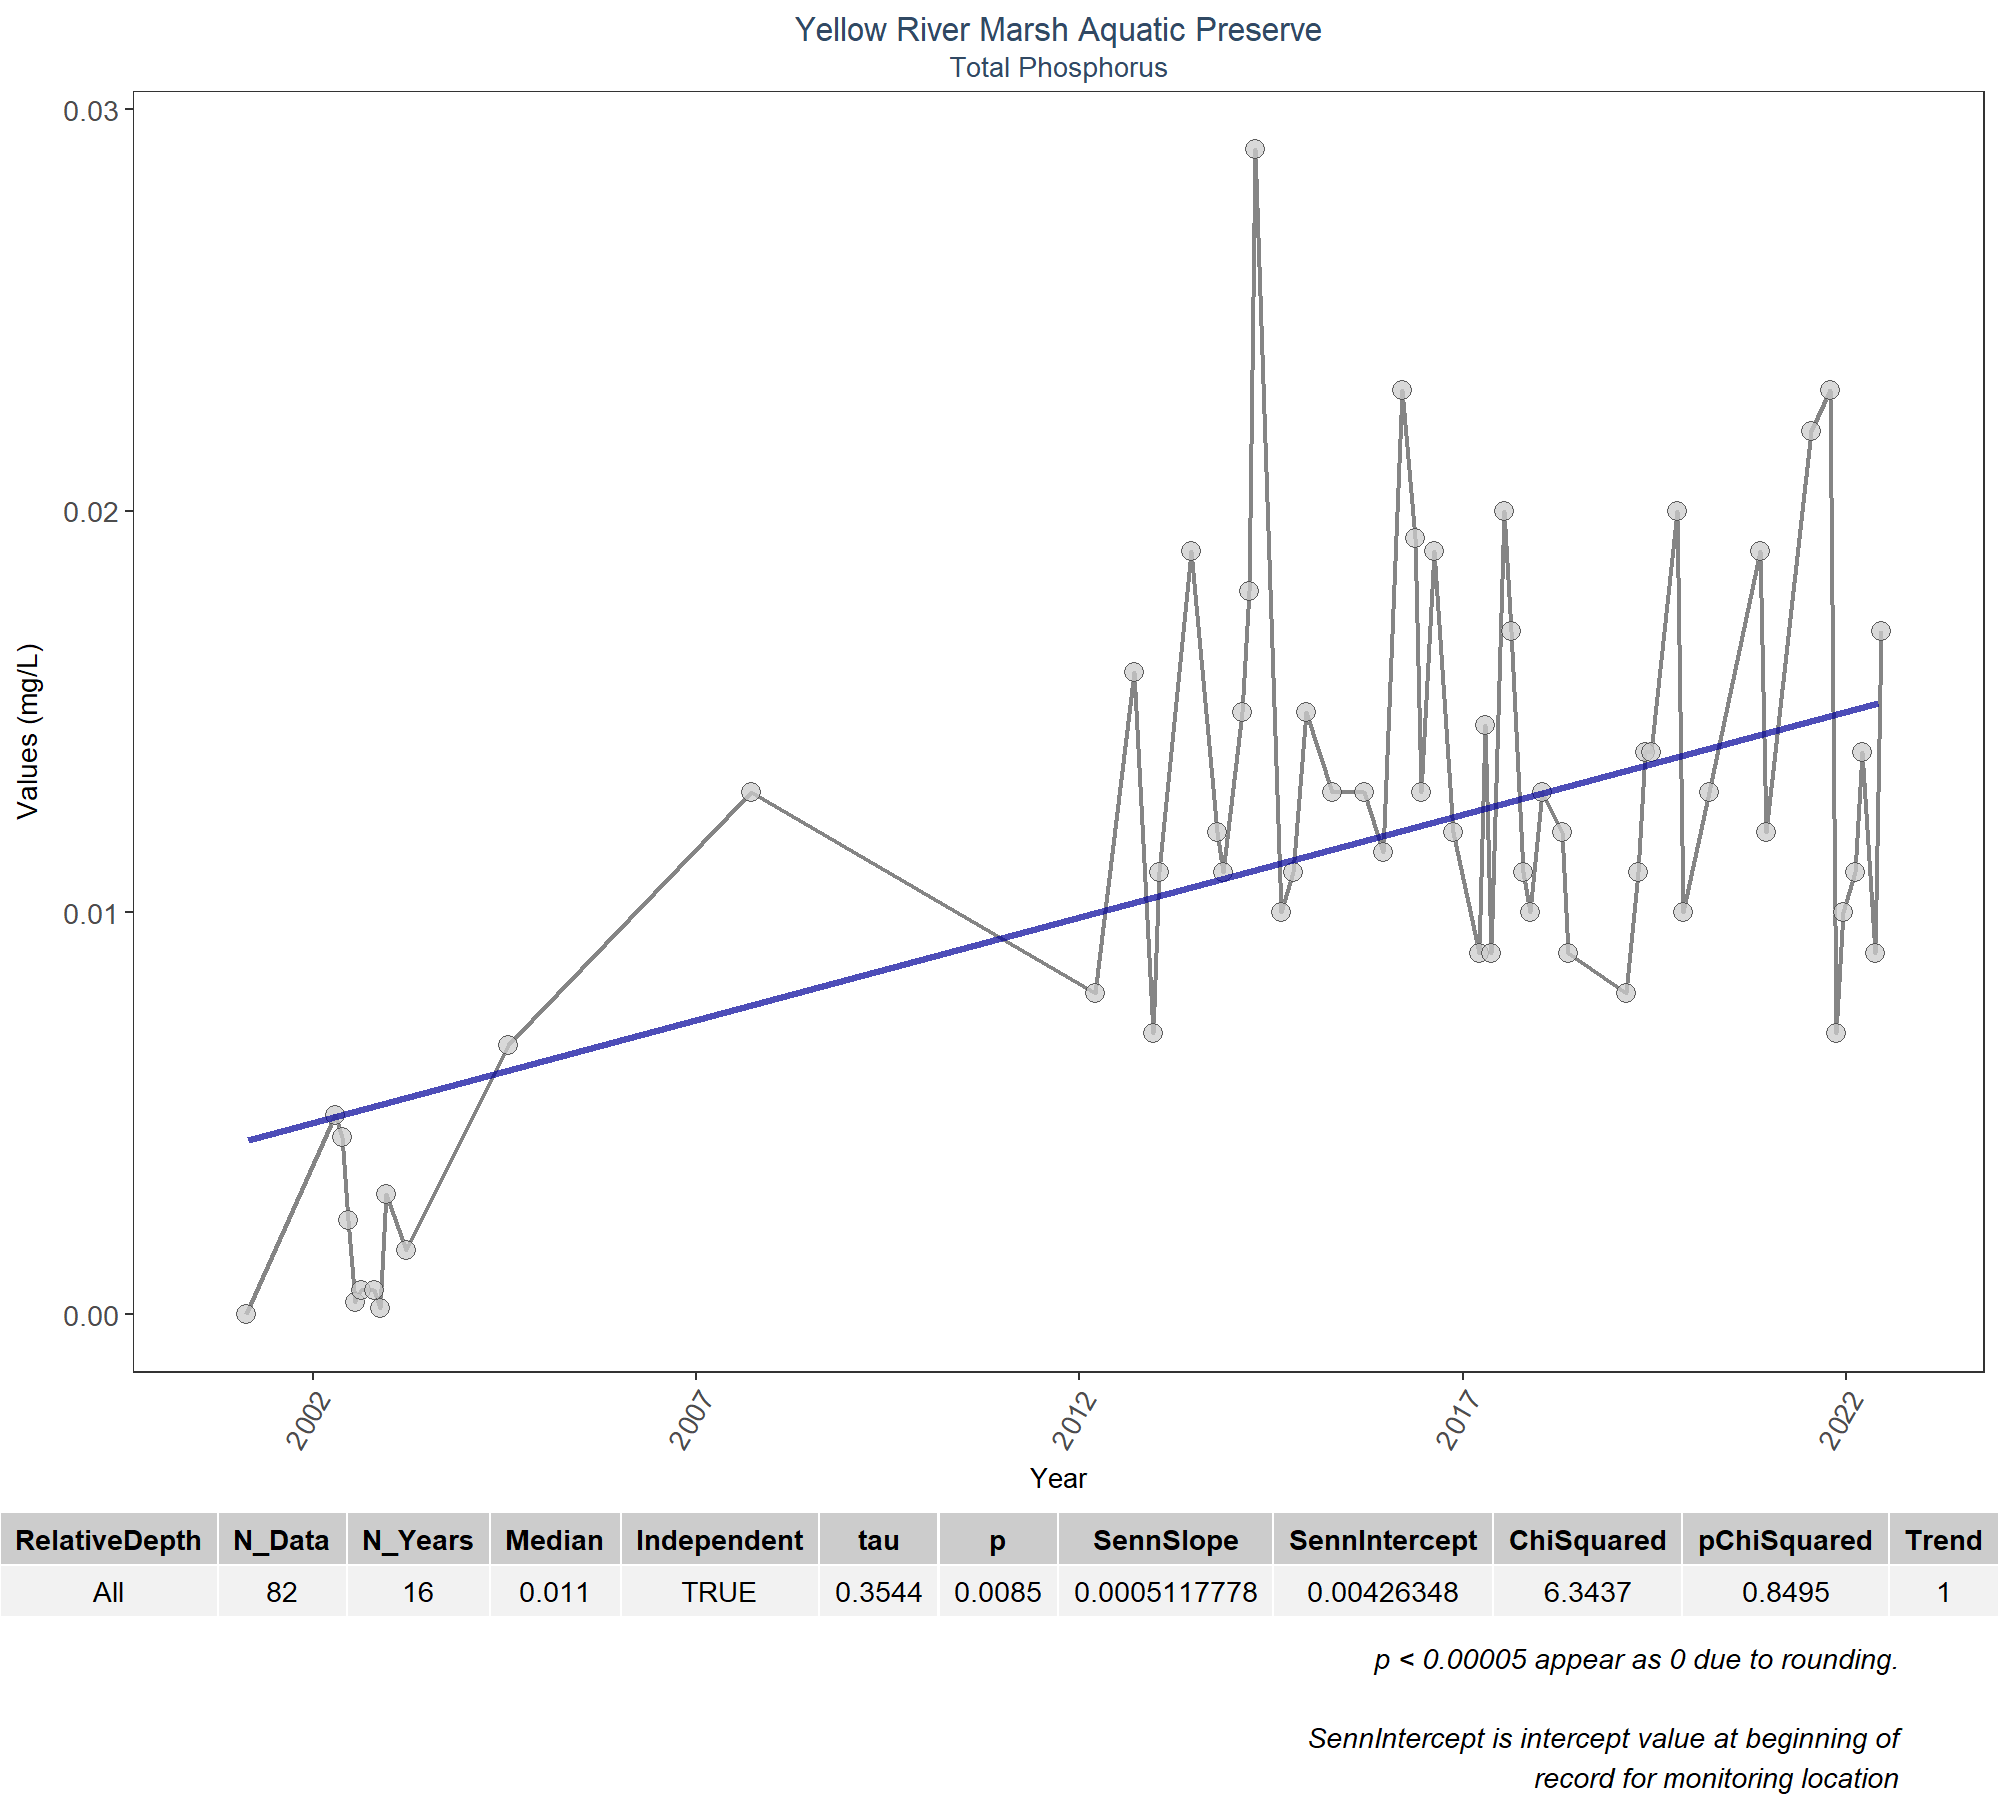 Yellow River Marsh Aquatic Preserve
Total Phosphorus
Values (mg/L)
0.03
0.02
0.01
0.00
2002 2007 2012 2017 2022
Year
RelativeDepth N_Data N_Years Median Independent tau p SennSlope SennIntercept ChiSquared pChiSquared Trend
All 82 16 0.011 TRUE 0.3544 0.0085 0.0005117778 0.00426348 6.3437 0.8495 1
p < 0.00005 appear as 0 due to rounding.
SennIntercept is intercept value at beginning of
record for monitoring location